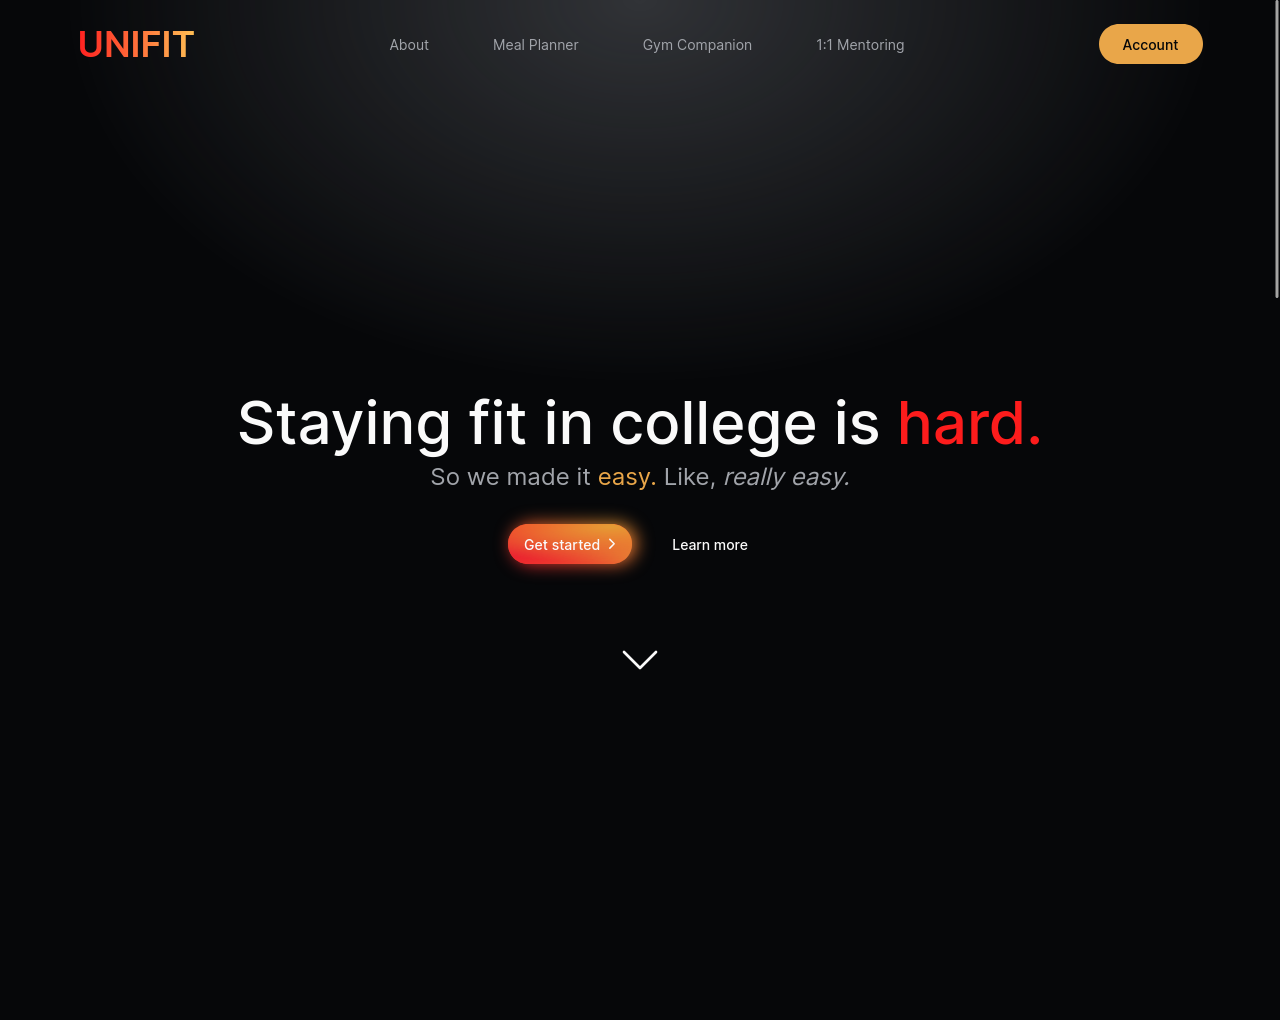 UNIFIT
About
Meal Planner
Gym Companion
1:1 Mentoring
Account
Staying fit in college is hard.
So we made it easy. Like, really easy.
Get started
Learn more